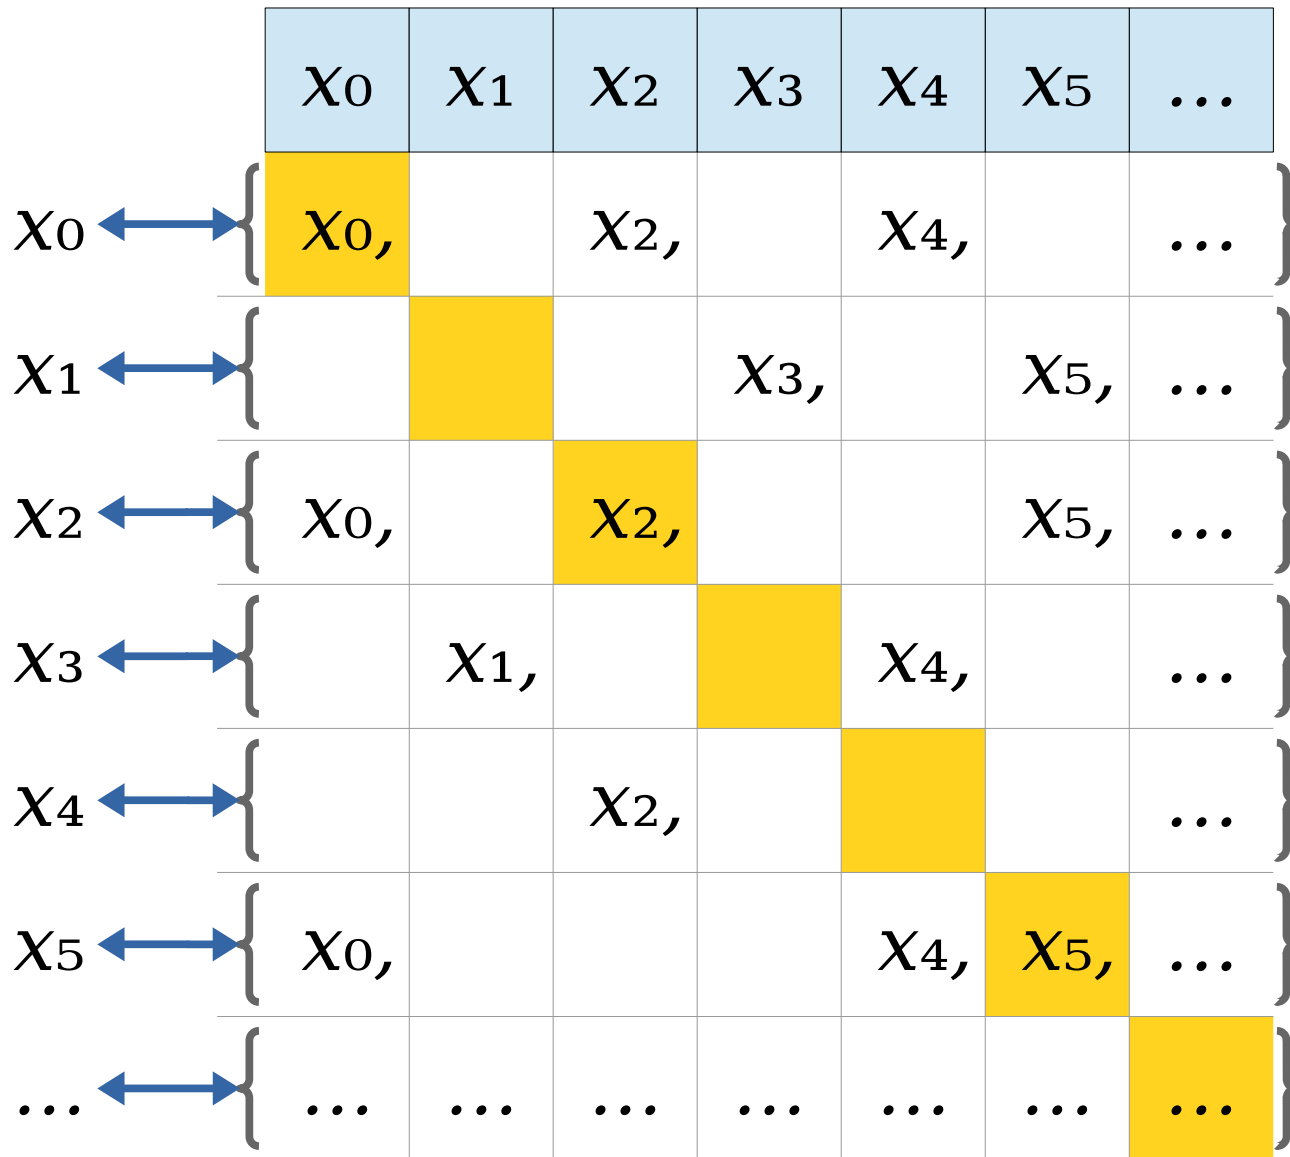 x₀ x₁ x₂ x₃ x₄ x₅ ...
x₀ { x₀, x₂, x₄, ... }
x₁ { x₃, x₅, ... }
x₂ { x₀, x₂, x₅, ... }
x₃ { x₁, x₄, ... }
x₄ { x₂, ... }
x₅ { x₀, x₄, x₅, ... }
... { ... ... ... ... ... ... ... }